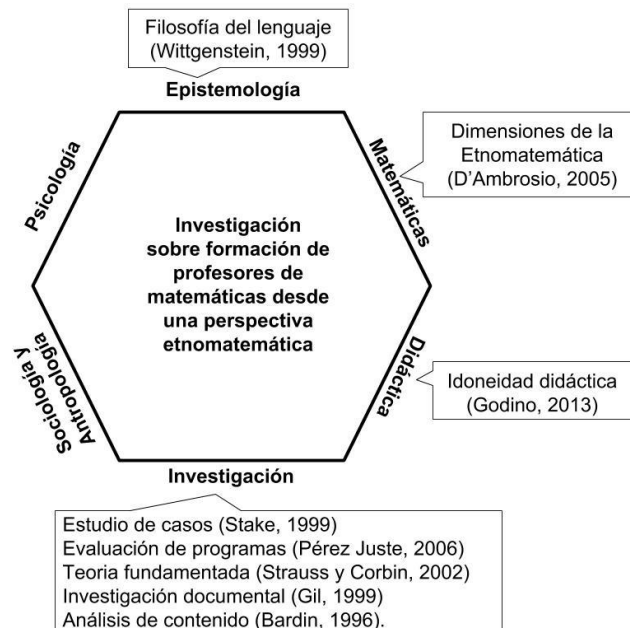 Filosofía del lenguaje
(Wittgenstein, 1999)
Epistemología
Psicología
Matemáticas
Dimensiones de la
Etnomatemática
(D’Ambrosio, 2005)
Investigación
sobre formación de
profesores de
matemáticas desde
una perspectiva
etnomatemática
Sociología y
Antropología
Didáctica
Idoneidad didáctica
(Godino, 2013)
Investigación
Estudio de casos (Stake, 1999)
Evaluación de programas (Pérez Juste, 2006)
Teoria fundamentada (Strauss y Corbin, 2002)
Investigación documental (Gil, 1999)
Análisis de contenido (Bardin, 1996).